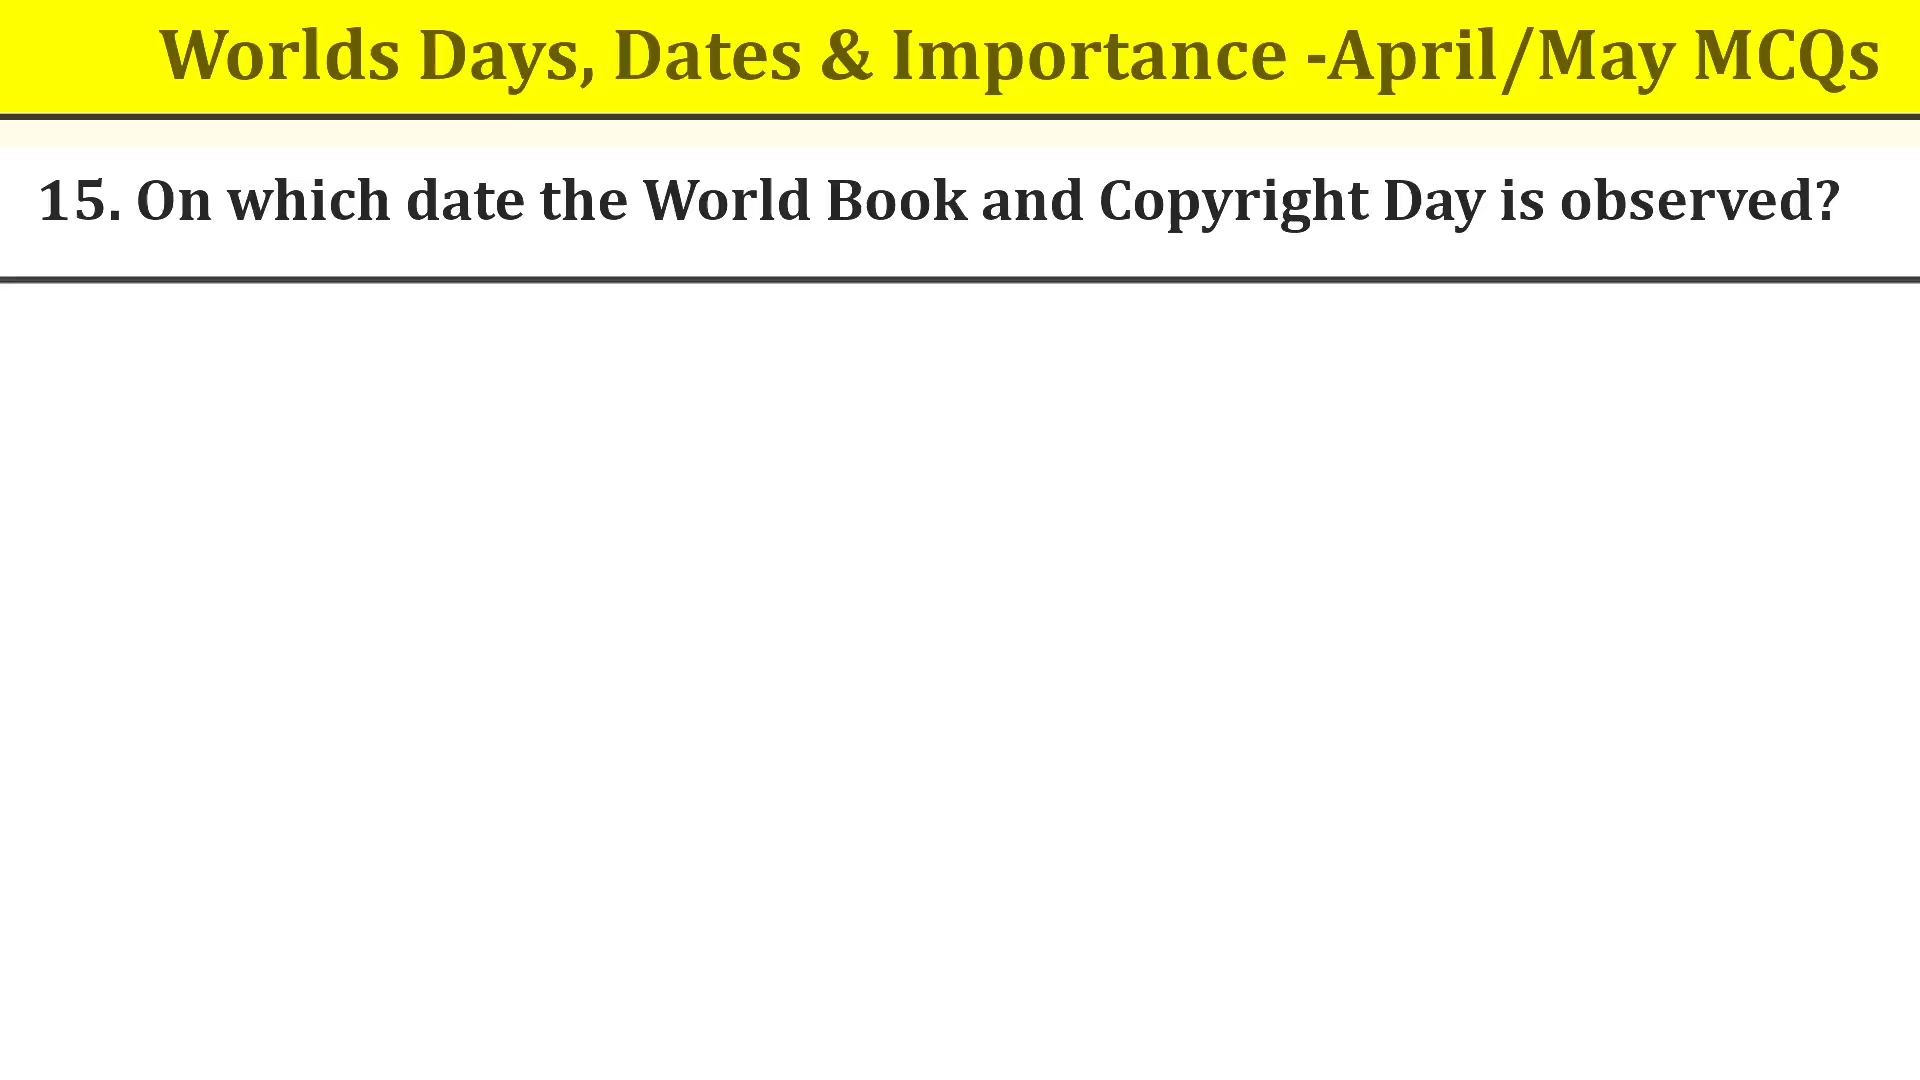 Worlds Days, Dates & Importance -April/May MCQs
15. On which date the World Book and Copyright Day is observed?